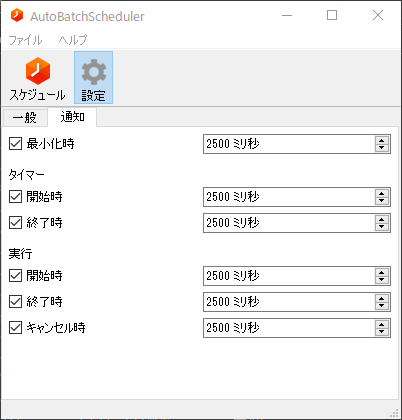 AutoBatchScheduler
ファイル ヘルプ
スケジュール 設定
一般 通知
最小化時 2500 ミリ秒
タイマー
開始時 2500 ミリ秒
終了時 2500 ミリ秒
実行
開始時 2500 ミリ秒
終了時 2500 ミリ秒
キャンセル時 2500 ミリ秒